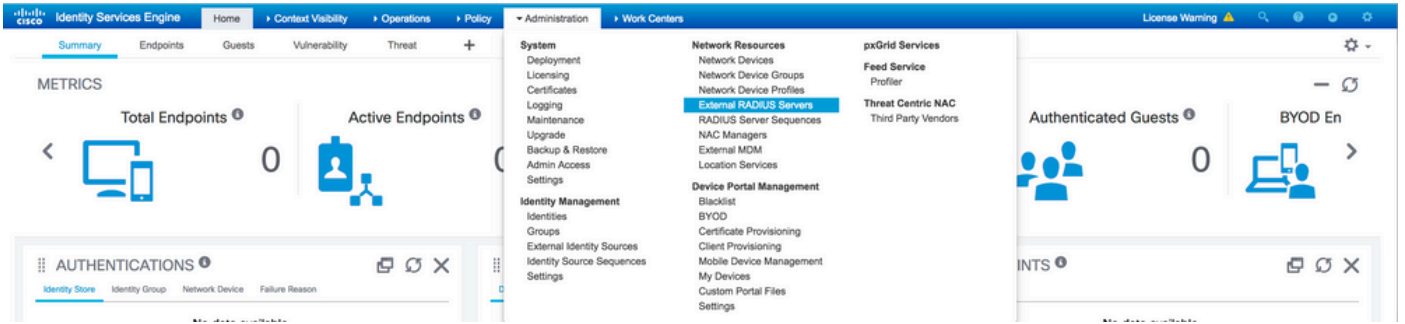 cisco Identity Services Engine Home Context Visibility Operations Policy Administration Work Centers License Warning
Summary Endpoints Guests Vulnerability Threat +
METRICS
Total Endpoints
0
Active Endpoints
Authenticated Guests
0
BYOD En
System
Deployment
Licensing
Certificates
Logging
Maintenance
Upgrade
Backup & Restore
Admin Access
Settings
Identity Management
Identities
Groups
External Identity Sources
Identity Source Sequences
Settings
Network Resources
Network Devices
Network Device Groups
Network Device Profiles
External RADIUS Servers
RADIUS Server Sequences
NAC Managers
External MDM
Location Services
Device Portal Management
Blacklist
BYOD
Certificate Provisioning
Client Provisioning
Mobile Device Management
My Devices
Custom Portal Files
Settings
pxGrid Services
Feed Service
Profiler
Threat Centric NAC
Third Party Vendors
AUTHENTICATIONS
Identity Store Identity Group Network Device Failure Reason
INTS